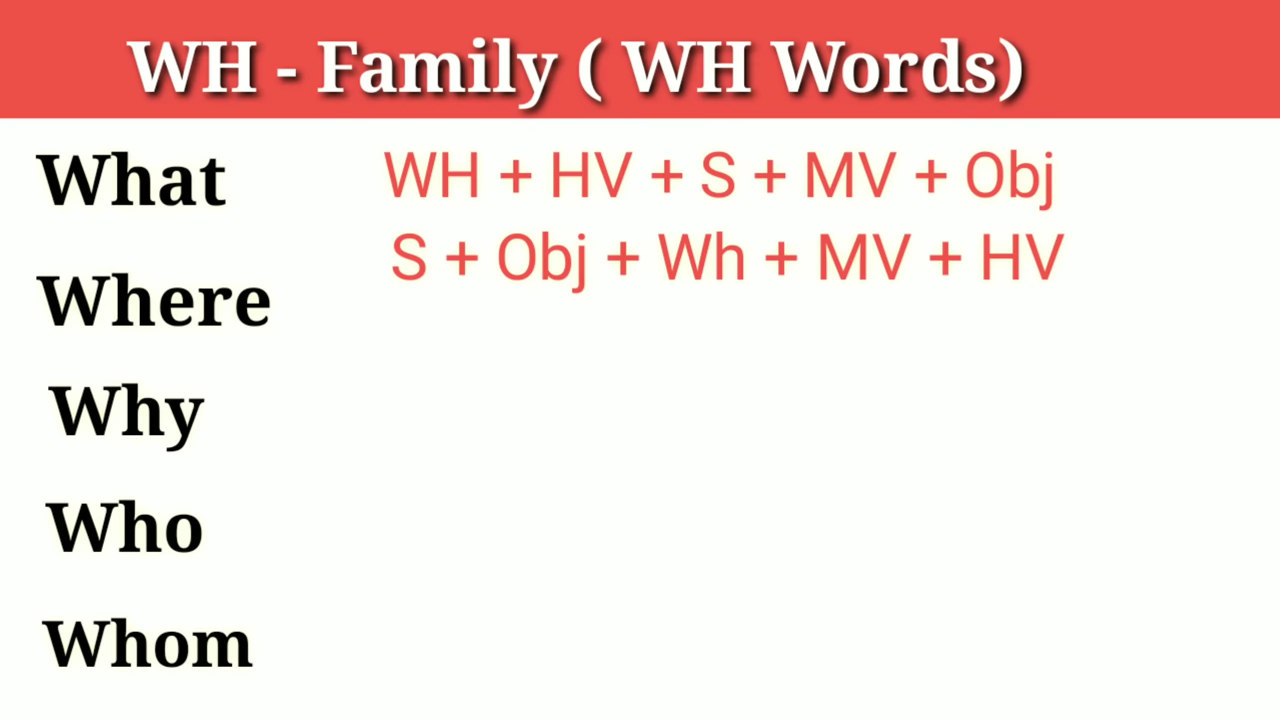 WH - Family ( WH Words)
What
WH + HV + S + MV + Obj
S + Obj + Wh + MV + HV
Where
Why
Who
Whom